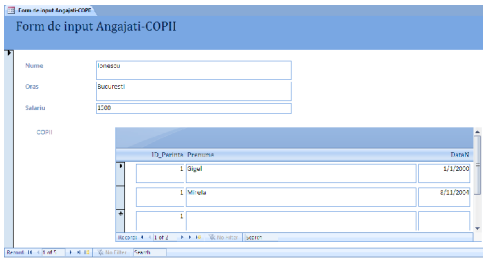 Form de input Angajati-COPII
Form de input Angajati-COPII
Nume Ionescu
Oras Bucuresti
Salariu 1500
COPII
ID_Parinte Prenume DataN
1 Gigel 1/1/2000
1 Mirela 8/11/2004
1
Record: 1 of 2 No Filter Search
Record: 1 of 5 No Filter Search